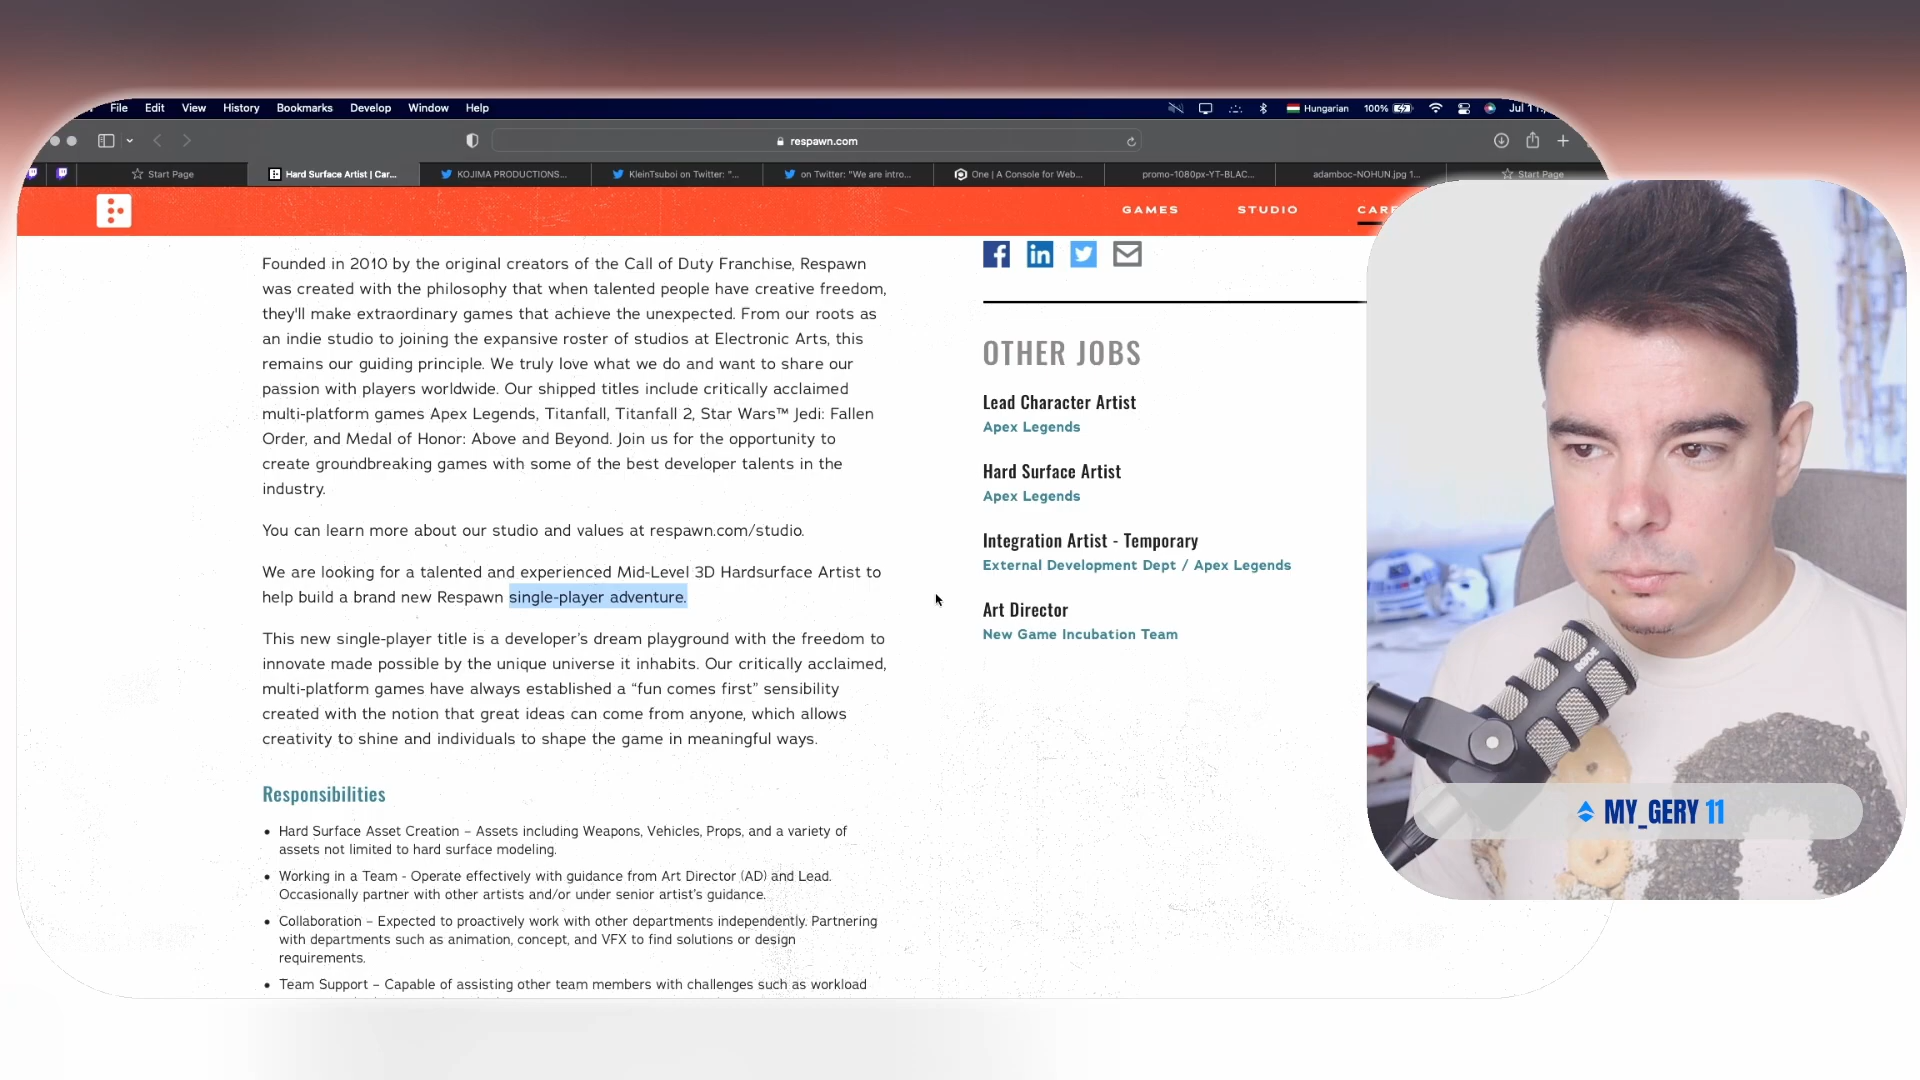 File Edit View History Bookmarks Develop Window Help
Hungarian 100%
respawn.com
Start Page
Hard Surface Artist | Car...
KOJIMA PRODUCTIONS...
KleinTsuboi on Twitter: "...
on Twitter: "We are intro...
One | A Console for Web...
promo-1080px-YT-BLAC...
adamboc-NOHUN.jpg 1...
Start Page
GAMES STUDIO
Founded in 2010 by the original creators of the Call of Duty Franchise, Respawn
was created with the philosophy that when talented people have creative freedom,
they'll make extraordinary games that achieve the unexpected. From our roots as
an indie studio to joining the expansive roster of studios at Electronic Arts, this
remains our guiding principle. We truly love what we do and want to share our
passion with players worldwide. Our shipped titles include critically acclaimed
multi-platform games Apex Legends, Titanfall, Titanfall 2, Star Wars™ Jedi: Fallen
Order, and Medal of Honor: Above and Beyond. Join us for the opportunity to
create groundbreaking games with some of the best developer talents in the
industry.
You can learn more about our studio and values at respawn.com/studio.
We are looking for a talented and experienced Mid-Level 3D Hardsurface Artist to
help build a brand new Respawn single-player adventure.
This new single-player title is a developer’s dream playground with the freedom to
innovate made possible by the unique universe it inhabits. Our critically acclaimed,
multi-platform games have always established a “fun comes first” sensibility
created with the notion that great ideas can come from anyone, which allows
creativity to shine and individuals to shape the game in meaningful ways.
Responsibilities
• Hard Surface Asset Creation – Assets including Weapons, Vehicles, Props, and a variety of
assets not limited to hard surface modeling.
• Working in a Team - Operate effectively with guidance from Art Director (AD) and Lead.
Occasionally partner with other artists and/or under senior artist’s guidance.
• Collaboration – Expected to proactively work with other departments independently. Partnering
with departments such as animation, concept, and VFX to find solutions or design
requirements.
• Team Support – Capable of assisting other team members with challenges such as workload
OTHER JOBS
Lead Character Artist
Apex Legends
Hard Surface Artist
Apex Legends
Integration Artist - Temporary
External Development Dept / Apex Legends
Art Director
New Game Incubation Team
RØDE
MY_GERY 11